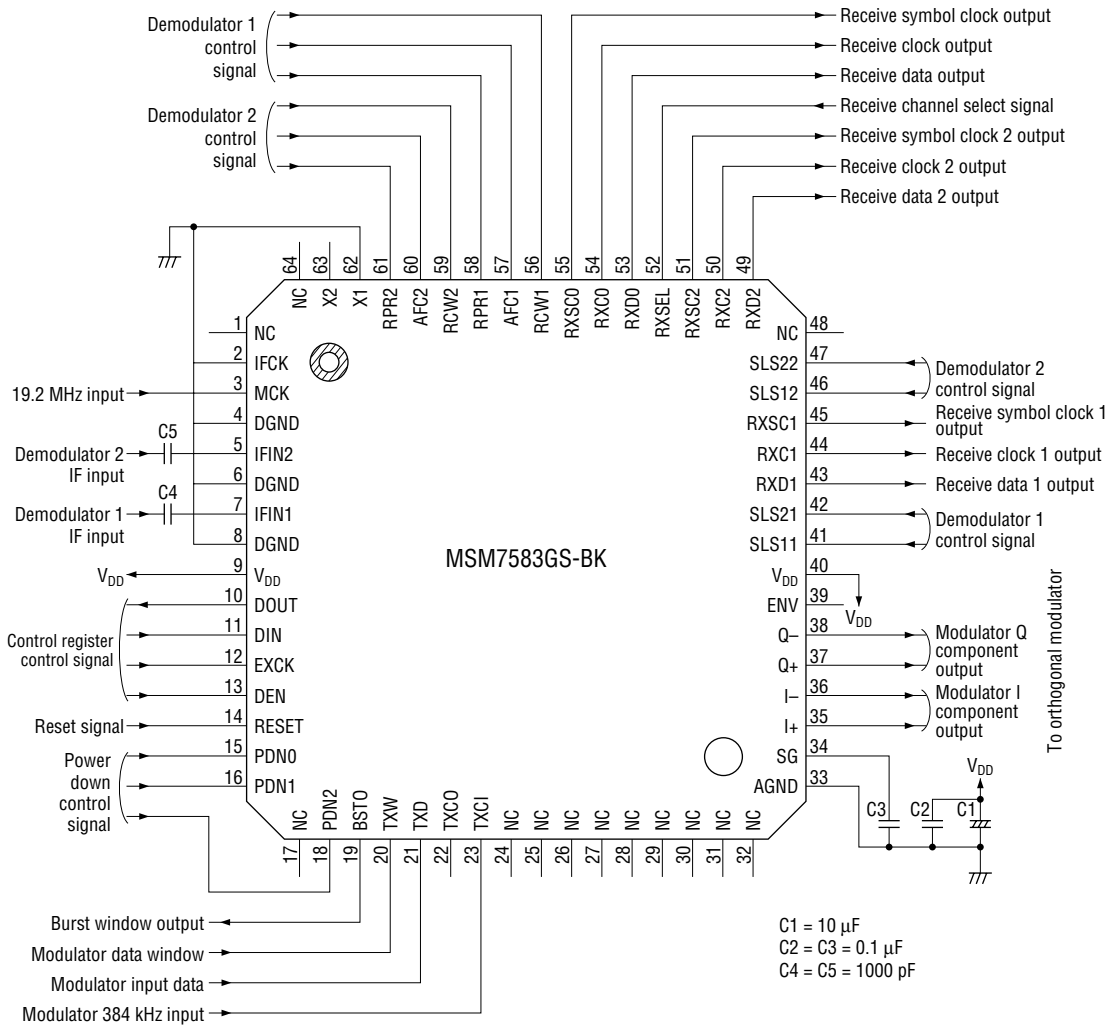 Demodulator 1
control
signal
Demodulator 2
control
signal
Receive symbol clock output
Receive clock output
Receive data output
Receive channel select signal
Receive symbol clock 2 output
Receive clock 2 output
Receive data 2 output
64 63 62 61 60 59 58 57 56 55 54 53 52 51 50 49
NC X2 X1 RPR2 AFC2 RCW2 RPR1 AFC1 RCW1 RXSC0 RXC0 RXD0 RXSEL RXSC2 RXC2 RXD2
1 NC
2 IFCK
19.2 MHz input 3 MCK
4 DGND
C5
Demodulator 2
IF input
5 IFIN2
6 DGND
C4
Demodulator 1
IF input
7 IFIN1
8 DGND
VDD 9 VDD
10 DOUT
Control register
control signal
11 DIN
12 EXCK
13 DEN
Reset signal 14 RESET
Power
down
control
signal
15 PDN0
16 PDN1
MSM7583GS-BK
NC 48
SLS22 47
SLS12 46
Demodulator 2
control signal
RXSC1 45
Receive symbol clock 1
output
RXC1 44 Receive clock 1 output
RXD1 43 Receive data 1 output
SLS21 42
SLS11 41
Demodulator 1
control signal
VDD 40
VDD
ENV 39
Q– 38
Q+ 37
Modulator Q
component
output
I– 36
I+ 35
Modulator I
component
output
To orthogonal modulator
SG 34
AGND 33
VDD
C3 C2 C1
NC PDN2 BSTO TXW TXD TXCO TXCI NC NC NC NC NC NC NC NC NC
17 18 19 20 21 22 23 24 25 26 27 28 29 30 31 32
Burst window output
Modulator data window
Modulator input data
Modulator 384 kHz input
C1 = 10 µF
C2 = C3 = 0.1 µF
C4 = C5 = 1000 pF